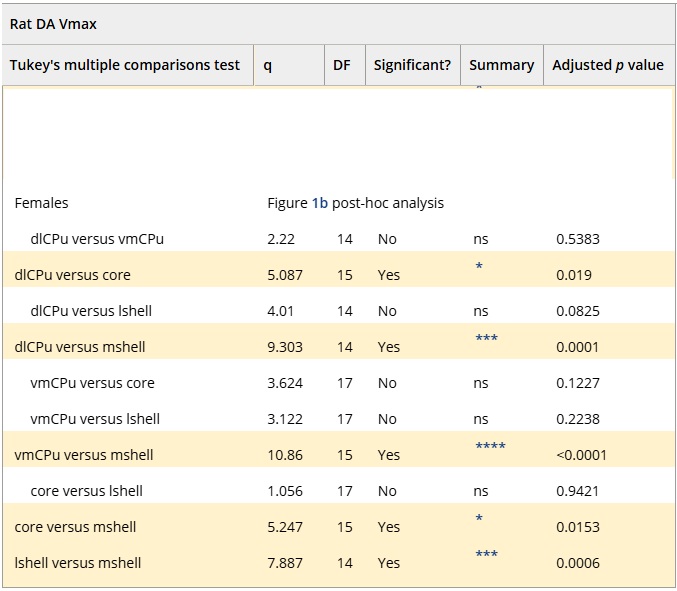 Rat DA Vmax
Tukey's multiple comparisons test q DF Significant? Summary Adjusted p value
Females Figure 1b post-hoc analysis
dlCPu versus vmCPu 2.22 14 No ns 0.5383
dlCPu versus core 5.087 15 Yes * 0.019
dlCPu versus lshell 4.01 14 No ns 0.0825
dlCPu versus mshell 9.303 14 Yes *** 0.0001
vmCPu versus core 3.624 17 No ns 0.1227
vmCPu versus lshell 3.122 17 No ns 0.2238
vmCPu versus mshell 10.86 15 Yes **** <0.0001
core versus lshell 1.056 17 No ns 0.9421
core versus mshell 5.247 15 Yes * 0.0153
lshell versus mshell 7.887 14 Yes *** 0.0006